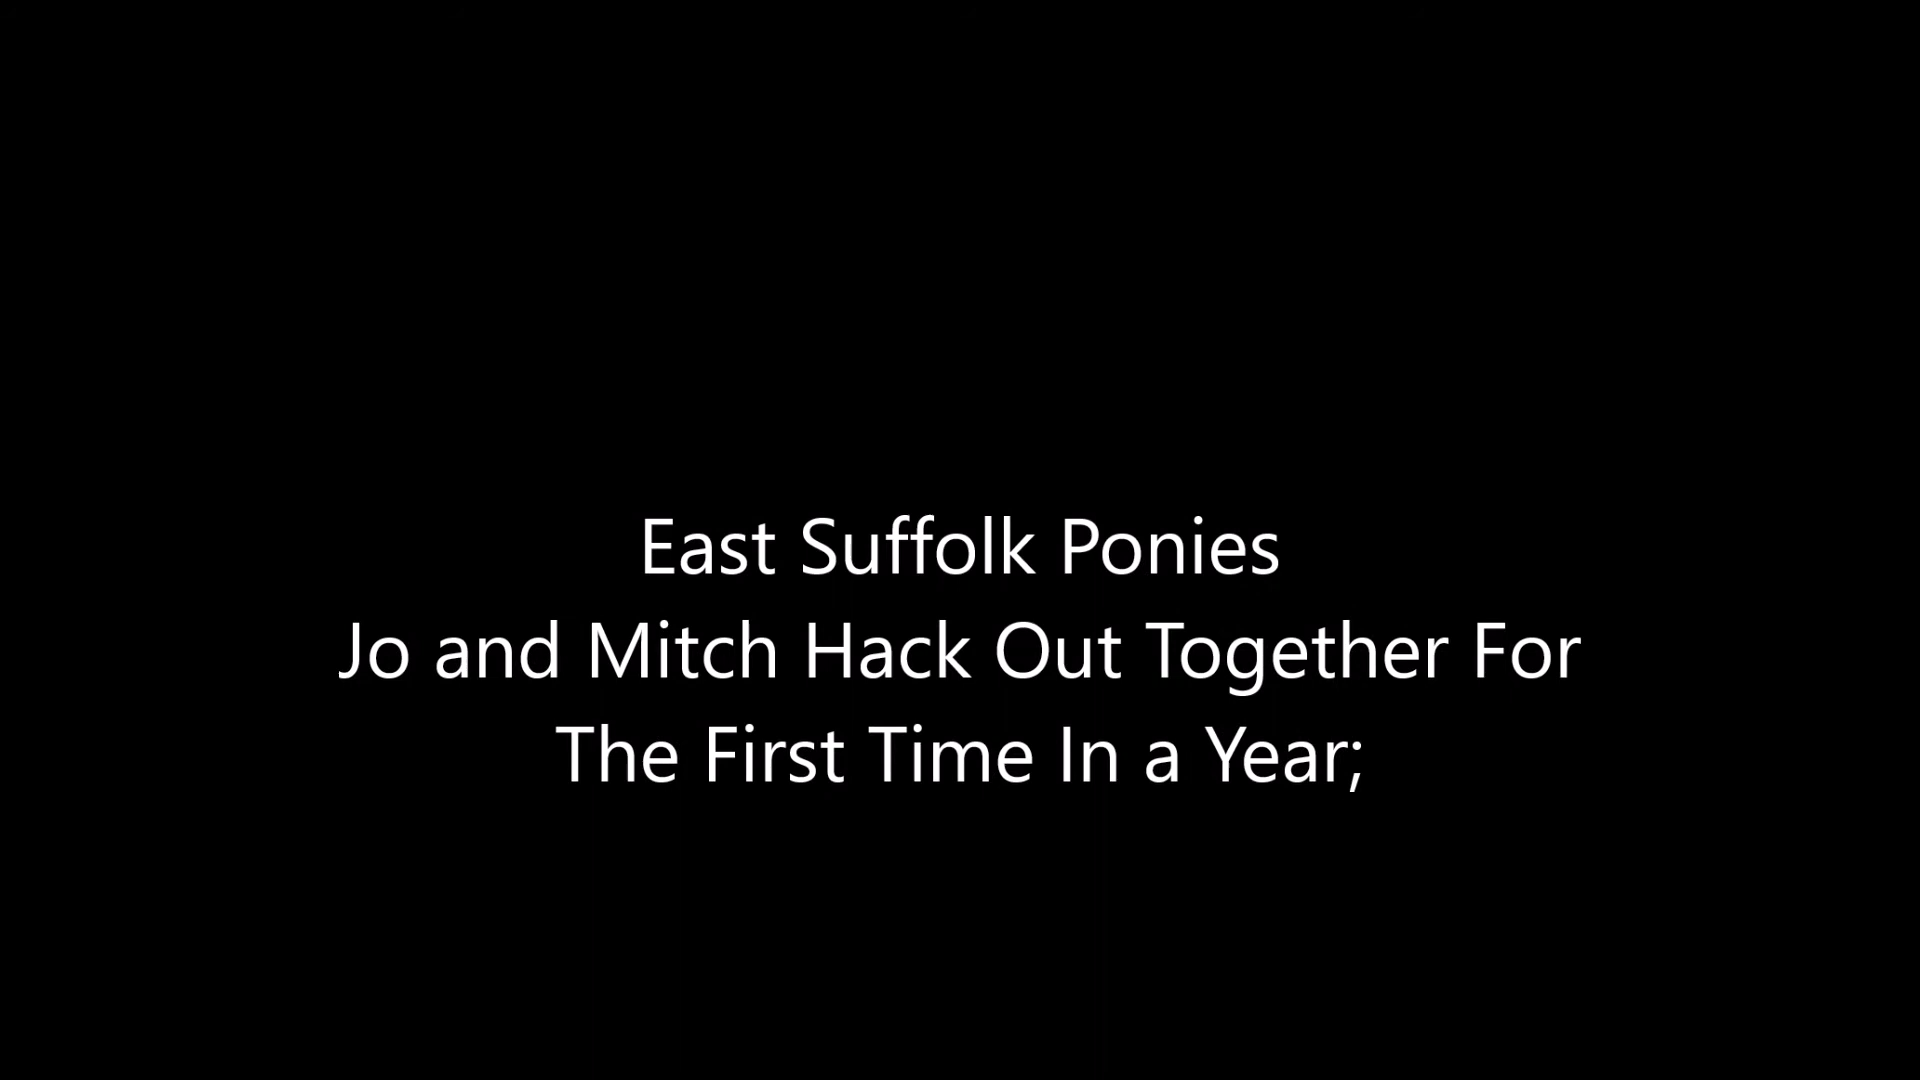 East Suffolk Ponies
Jo and Mitch Hack Out Together For
The First Time In a Year;